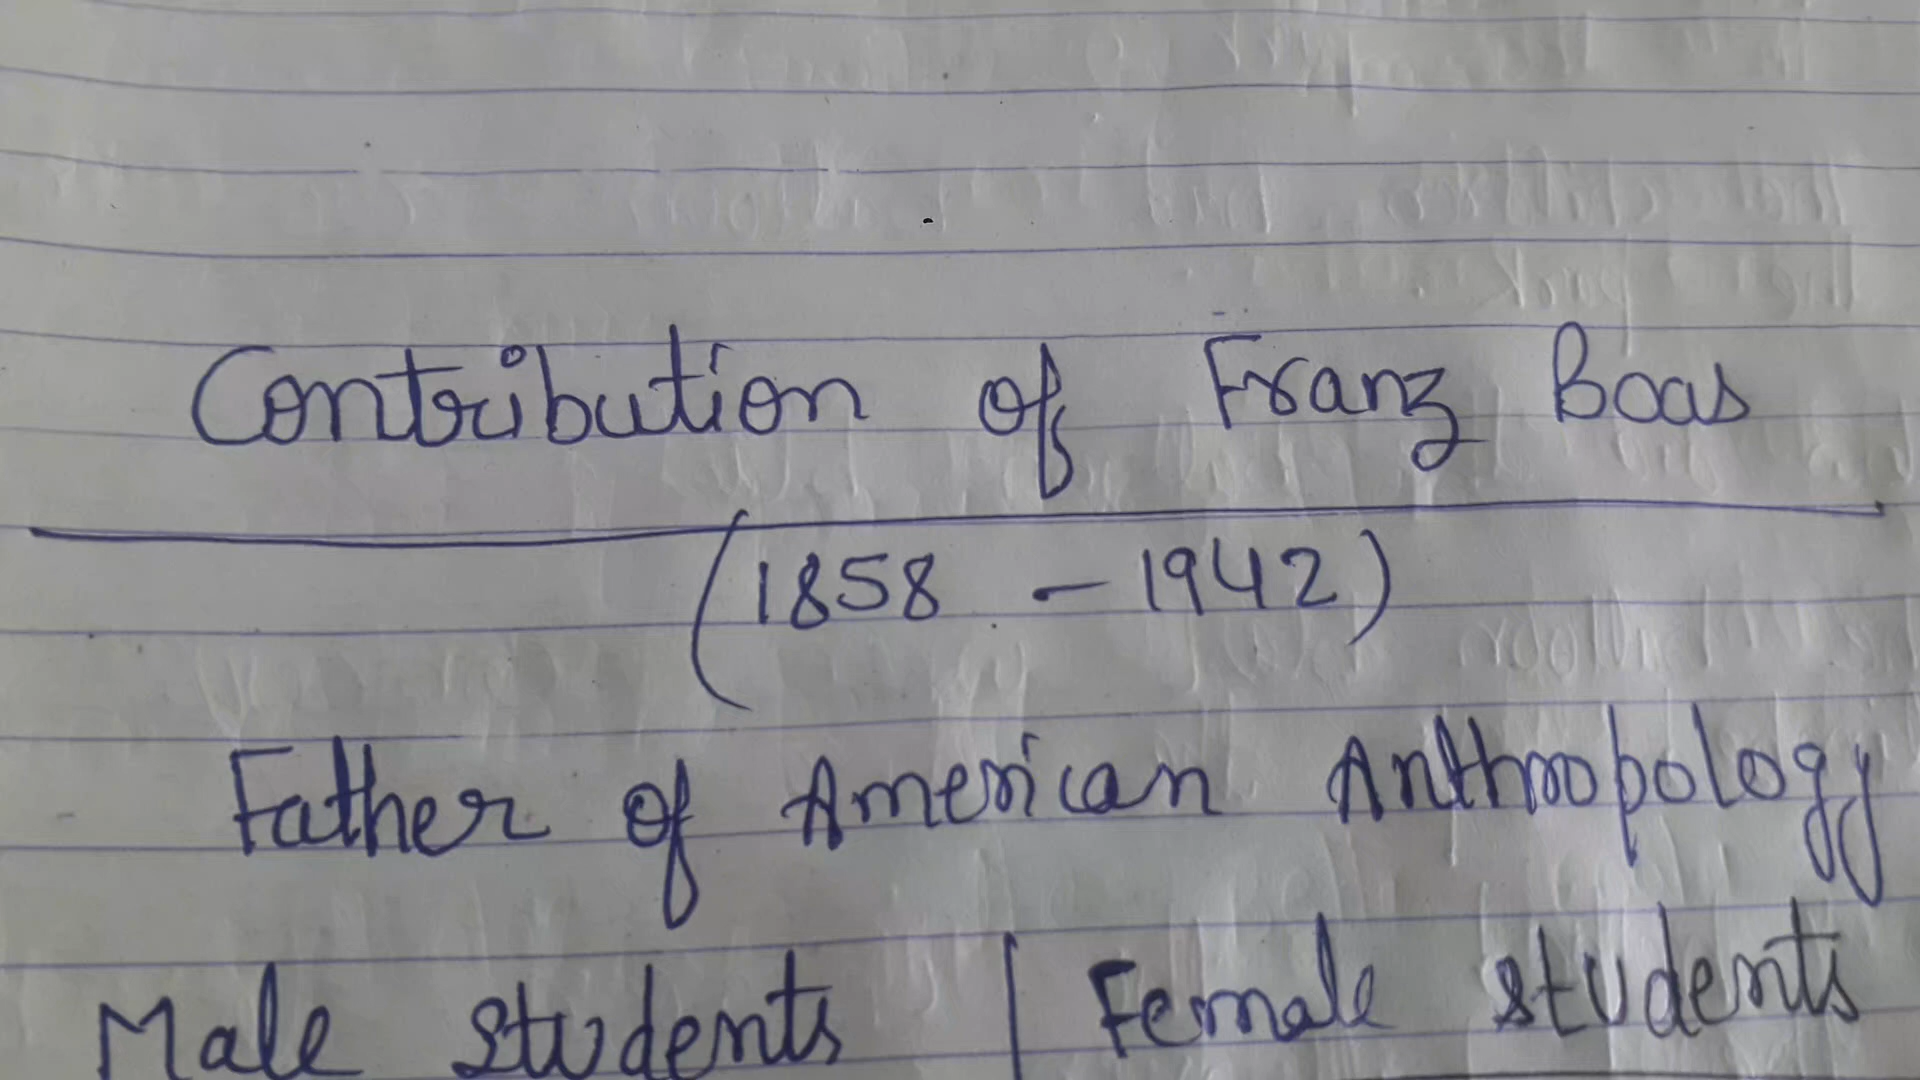 Contribution of Franz Boas
(1858 - 1942)
Father of American Anthropology
Male students | Female students